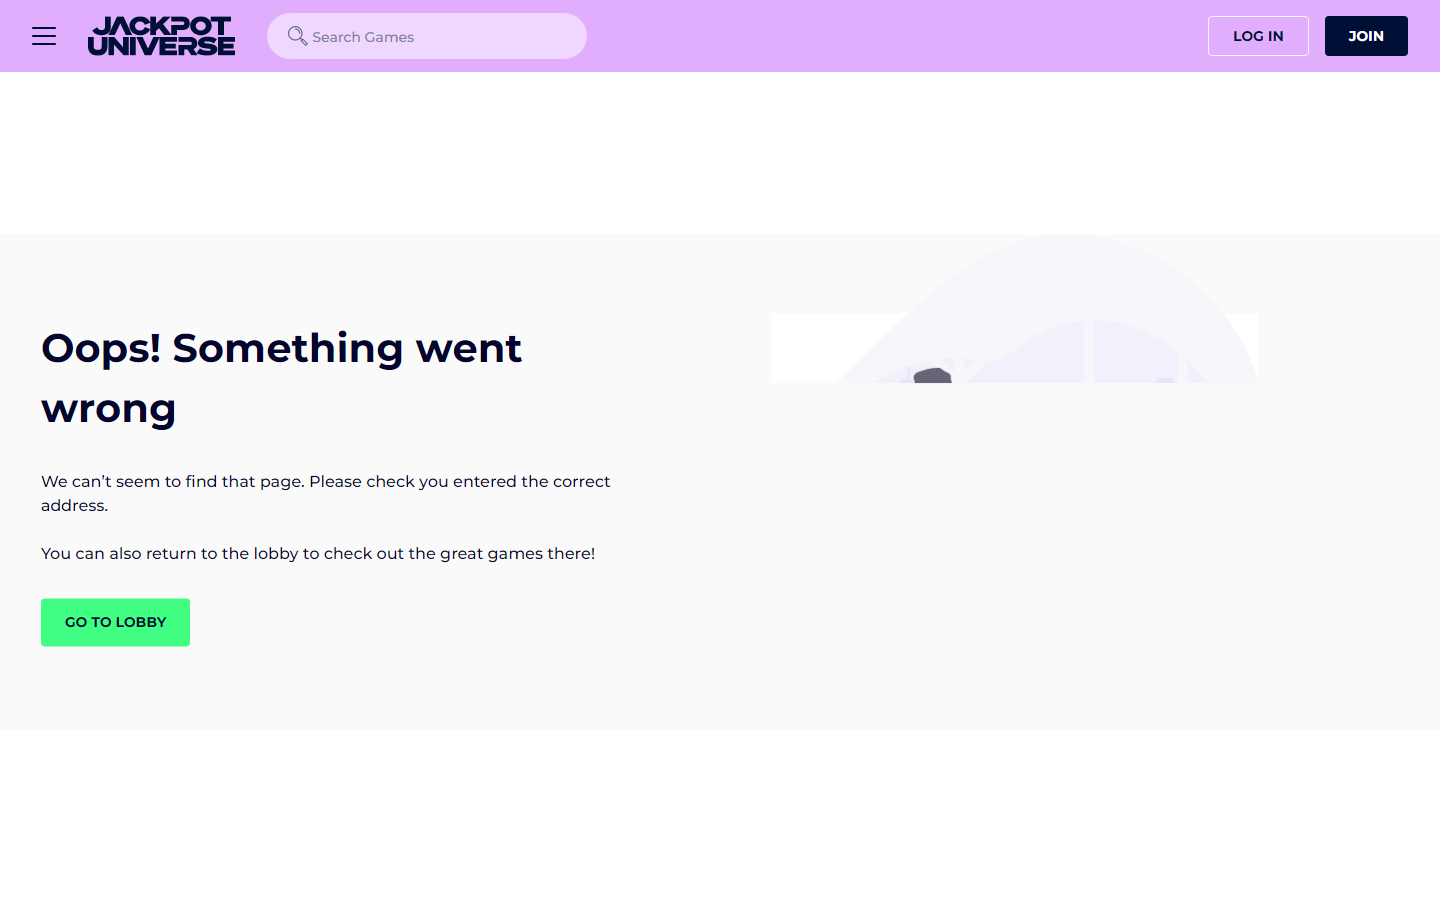 JACKPOT
UNIVERSE
Search Games
LOG IN
JOIN
Oops! Something went
wrong
We can’t seem to find that page. Please check you entered the correct
address.
You can also return to the lobby to check out the great games there!
GO TO LOBBY